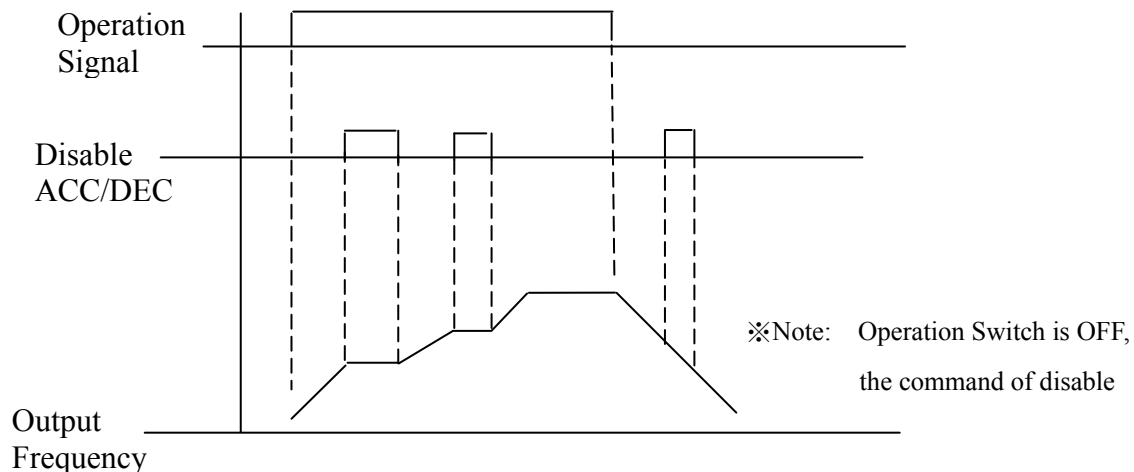 Operation
Signal
Disable
ACC/DEC
※Note: Operation Switch is OFF,
the command of disable
Output
Frequency